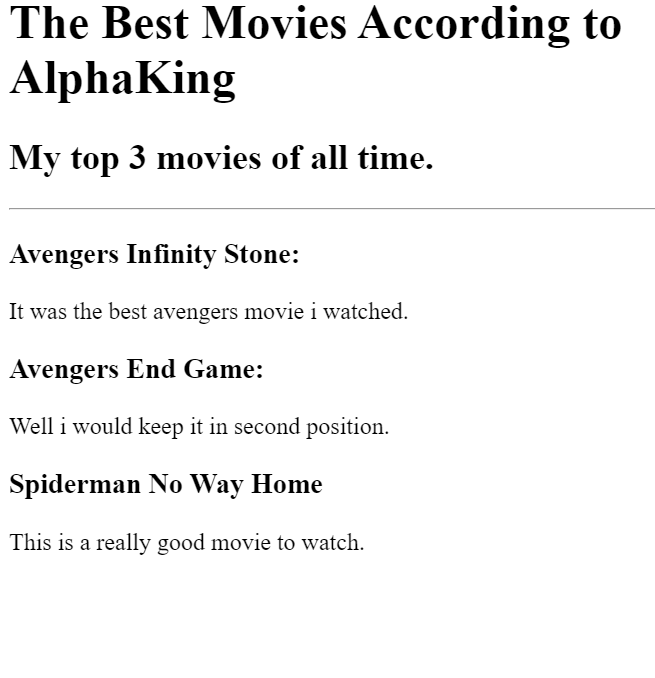 The Best Movies According to
AlphaKing
My top 3 movies of all time.
Avengers Infinity Stone:
It was the best avengers movie i watched.
Avengers End Game:
Well i would keep it in second position.
Spiderman No Way Home
This is a really good movie to watch.